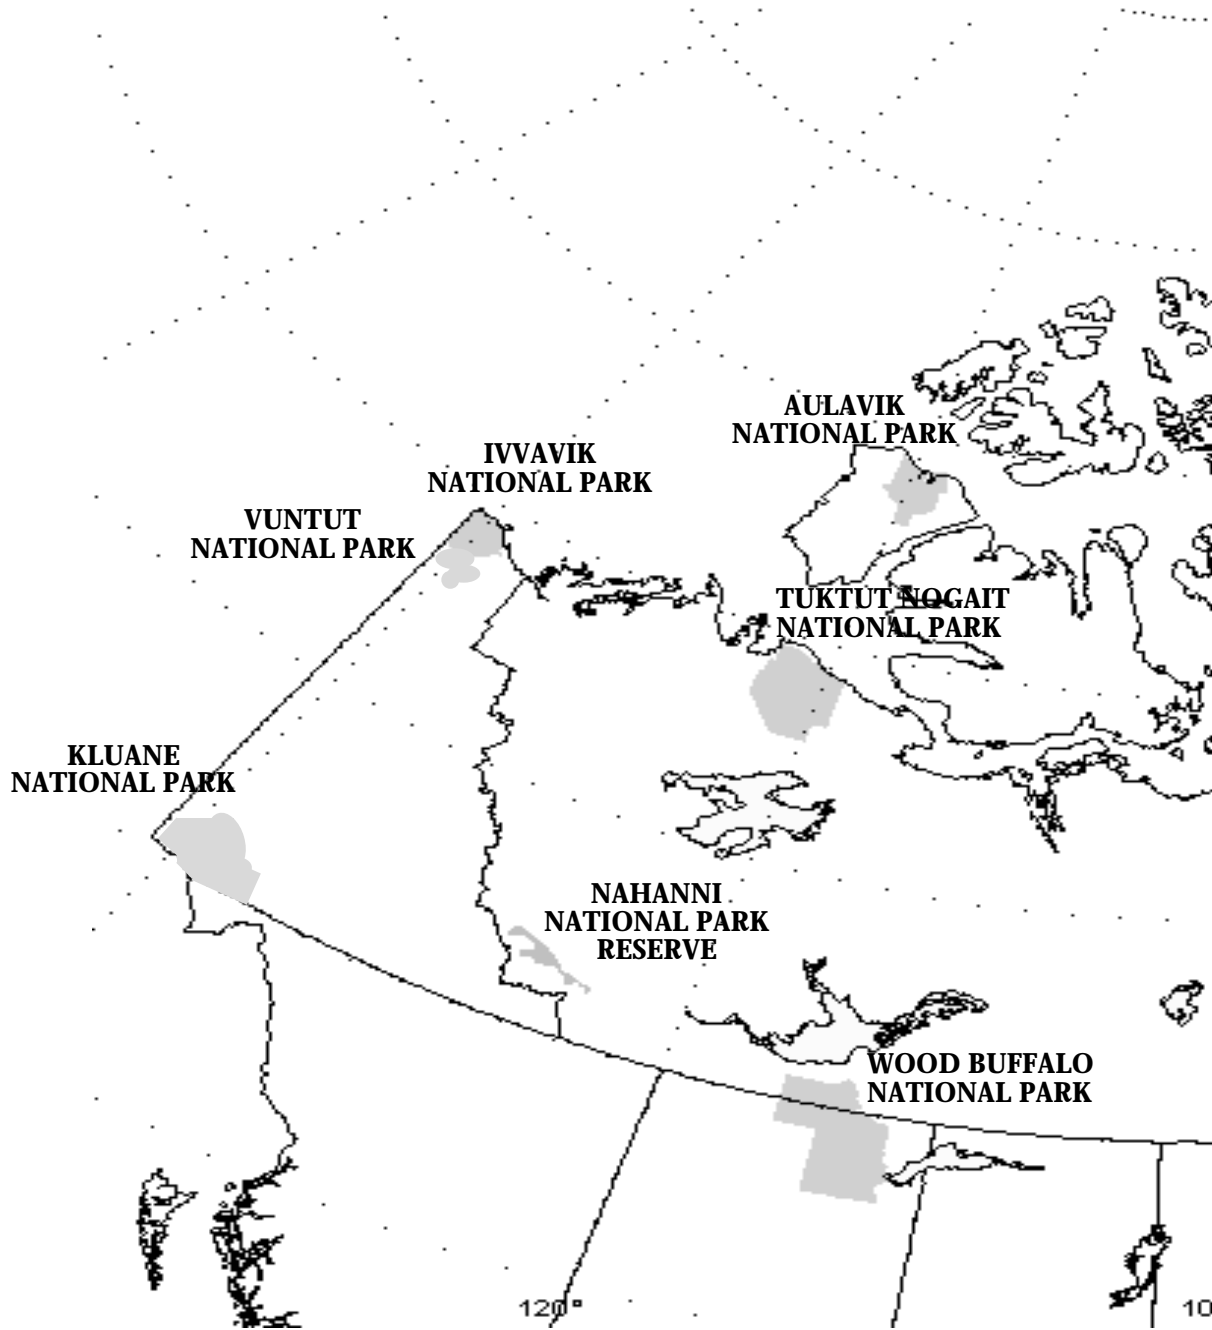 AULAVIK
NATIONAL PARK
IVVAVIK
NATIONAL PARK
VUNTUT
NATIONAL PARK
TUKTUT NOGAIT
NATIONAL PARK
KLUANE
NATIONAL PARK
NAHANNI
NATIONAL PARK
RESERVE
WOOD BUFFALO
NATIONAL PARK
120°
10